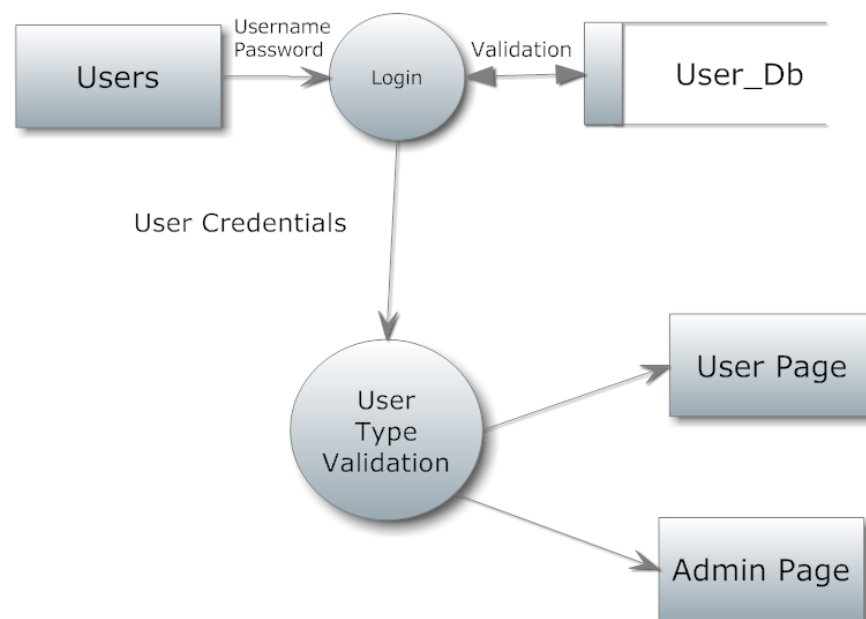 Users
Username
Password
Login
Validation
User_Db
User Credentials
User
Type
Validation
User Page
Admin Page